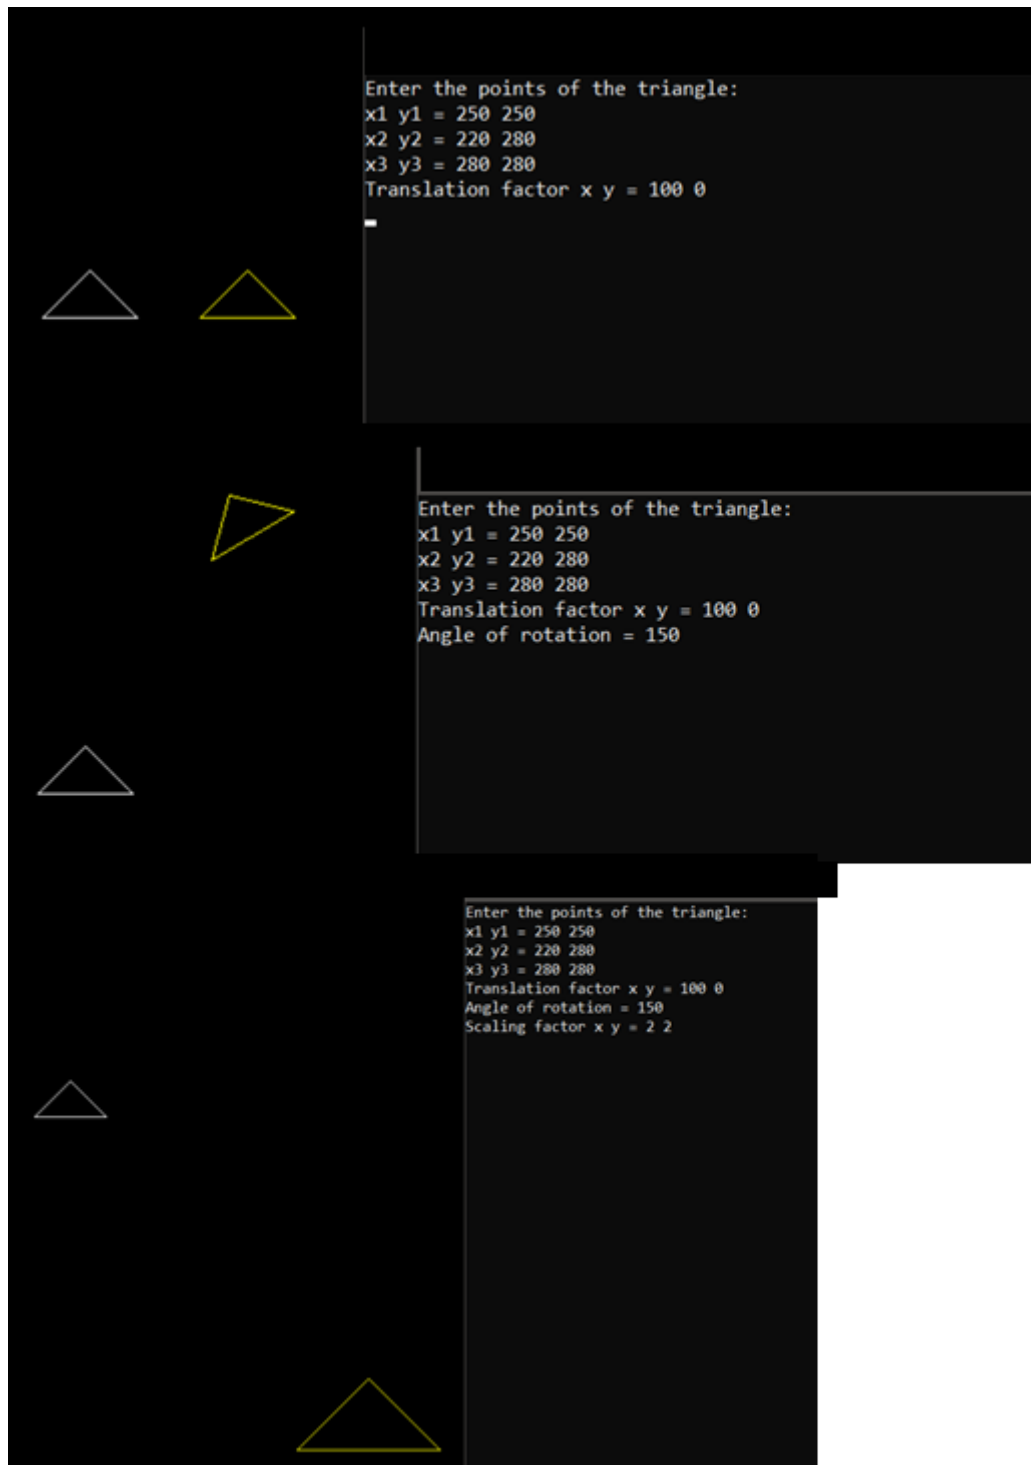 Enter the points of the triangle:
x1 y1 = 250 250
x2 y2 = 220 280
x3 y3 = 280 280
Translation factor x y = 100 0
Enter the points of the triangle:
x1 y1 = 250 250
x2 y2 = 220 280
x3 y3 = 280 280
Translation factor x y = 100 0
Angle of rotation = 150
Enter the points of the triangle:
x1 y1 = 250 250
x2 y2 = 220 280
x3 y3 = 280 280
Translation factor x y = 100 0
Angle of rotation = 150
Scaling factor x y = 2 2